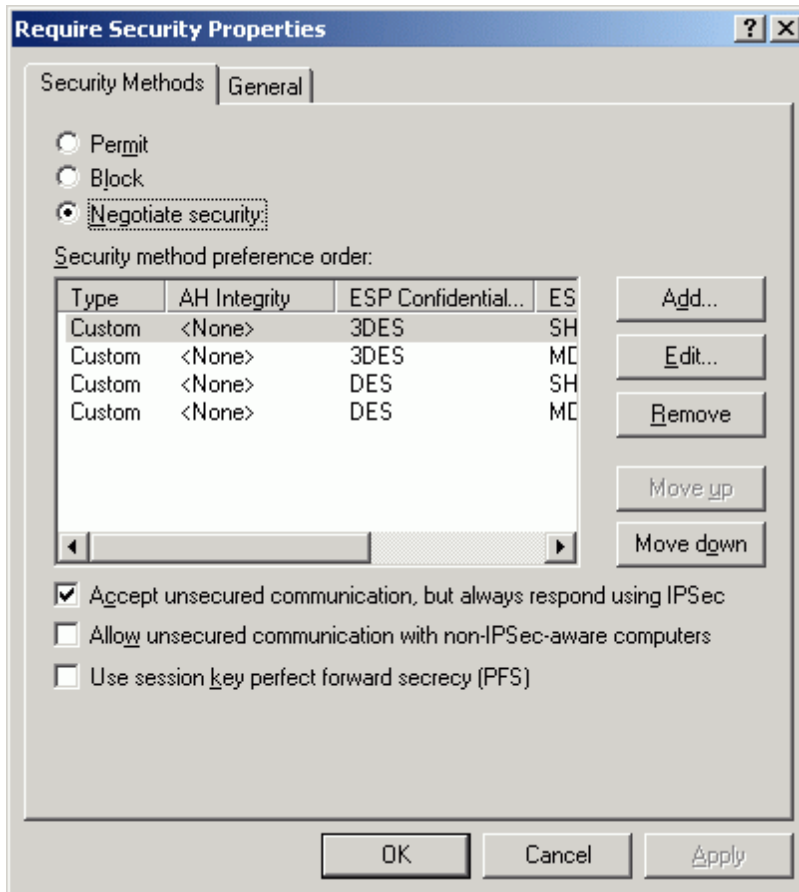 Require Security Properties
Security Methods General
Permit
Block
Negotiate security:
Security method preference order:
Type AH Integrity ESP Confidential... ES
Custom <None> 3DES SH
Custom <None> 3DES MD
Custom <None> DES SH
Custom <None> DES MD
Add...
Edit...
Remove
Move up
Move down
Accept unsecured communication, but always respond using IPSec
Allow unsecured communication with non-IPSec-aware computers
Use session key perfect forward secrecy (PFS)
OK Cancel Apply